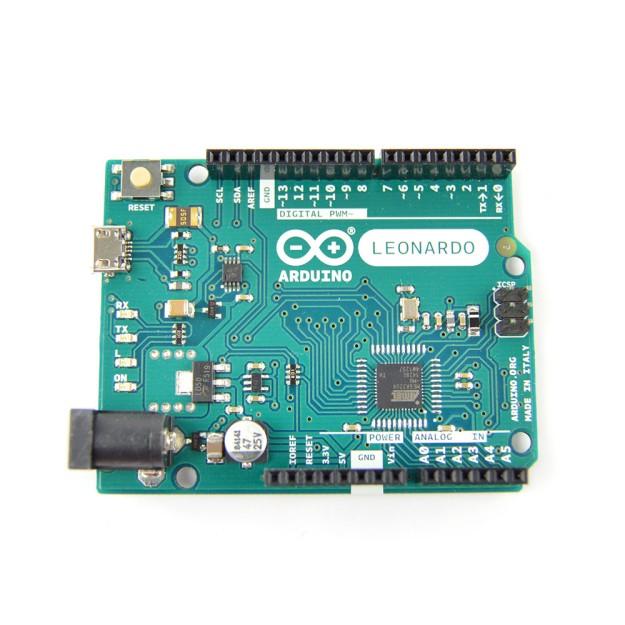 RESET
SCL
SDA
AREF
GND
~13
12
~11
~10
~9
8
7
~6
~5
4
~3
2
TX→1
RX←0
DIGITAL PWM~
®
LEONARDO
ARDUINO
ICSP
RX
TX
L
ON
ARDUINO.ORG
MADE IN ITALY
47
25V
POWER
ANALOG IN
IOREF
RESET
3.3V
5V
GND
Vin
A0
A1
A2
A3
A4
A5